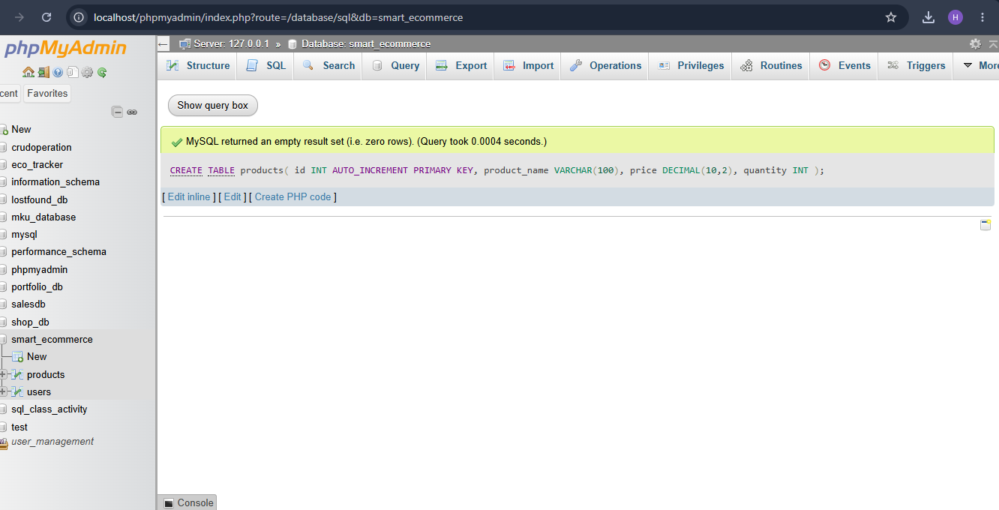 localhost/phpmyadmin/index.php?route=/database/sql&db=smart_ecommerce
H
phpMyAdmin
cent Favorites
New
crudoperation
eco_tracker
information_schema
lostfound_db
mku_database
mysql
performance_schema
phpmyadmin
portfolio_db
salesdb
shop_db
smart_ecommerce
New
products
users
sql_class_activity
test
user_management
Server: 127.0.0.1 » Database: smart_ecommerce
Structure SQL Search Query Export Import Operations Privileges Routines Events Triggers More
Show query box
MySQL returned an empty result set (i.e. zero rows). (Query took 0.0004 seconds.)
CREATE TABLE products( id INT AUTO_INCREMENT PRIMARY KEY, product_name VARCHAR(100), price DECIMAL(10,2), quantity INT );
[ Edit inline ] [ Edit ] [ Create PHP code ]
Console